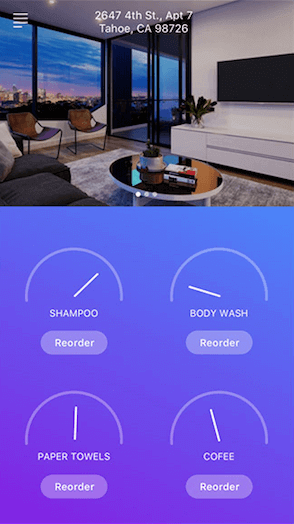 2647 4th St., Apt 7
Tahoe, CA 98726
SHAMPOO
BODY WASH
Reorder
Reorder
PAPER TOWELS
COFEE
Reorder
Reorder